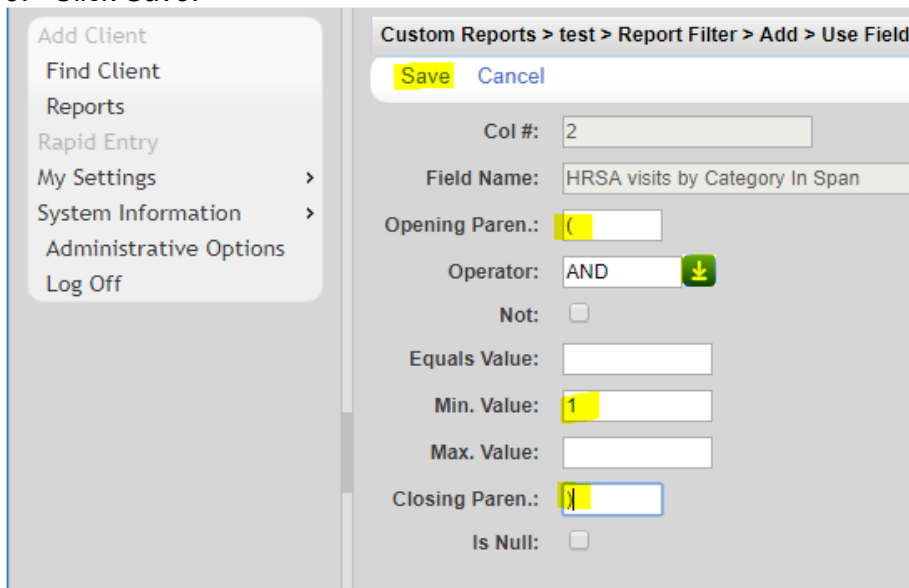 Add Client
Find Client
Reports
Rapid Entry
My Settings >
System Information >
Administrative Options
Log Off
Custom Reports > test > Report Filter > Add > Use Field
Save Cancel
Col #: 2
Field Name: HRSA visits by Category In Span
Opening Paren.: (
Operator: AND
Not:
Equals Value:
Min. Value: 1
Max. Value:
Closing Paren.: )
Is Null: